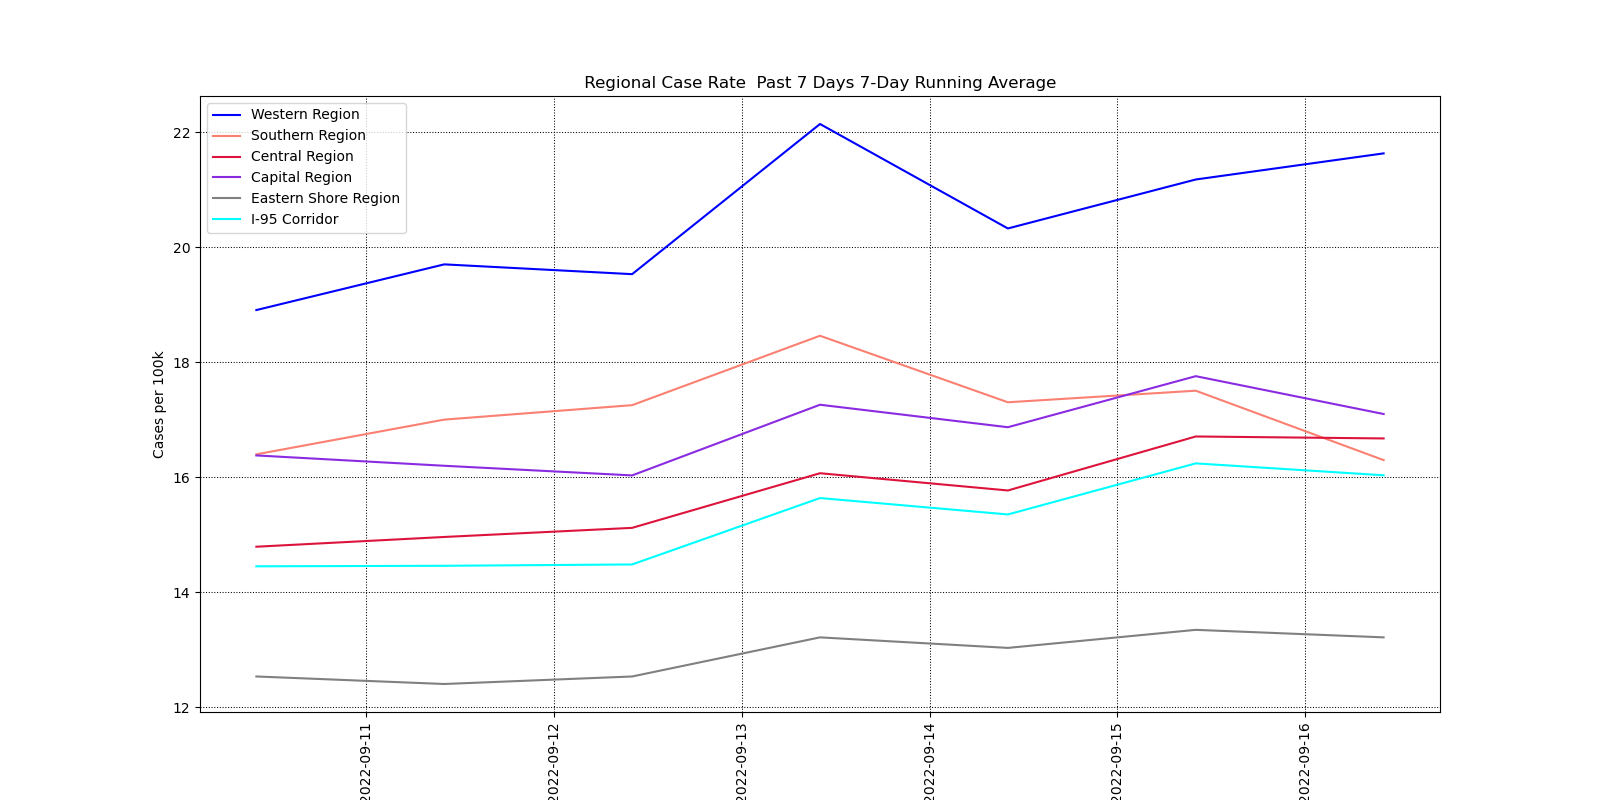 Regional Case Rate  Past 7 Days 7-Day Running Average
Western Region
Southern Region
Central Region
Capital Region
Eastern Shore Region
I-95 Corridor
Cases per 100k
22
20
18
16
14
12
2022-09-11
2022-09-12
2022-09-13
2022-09-14
2022-09-15
2022-09-16